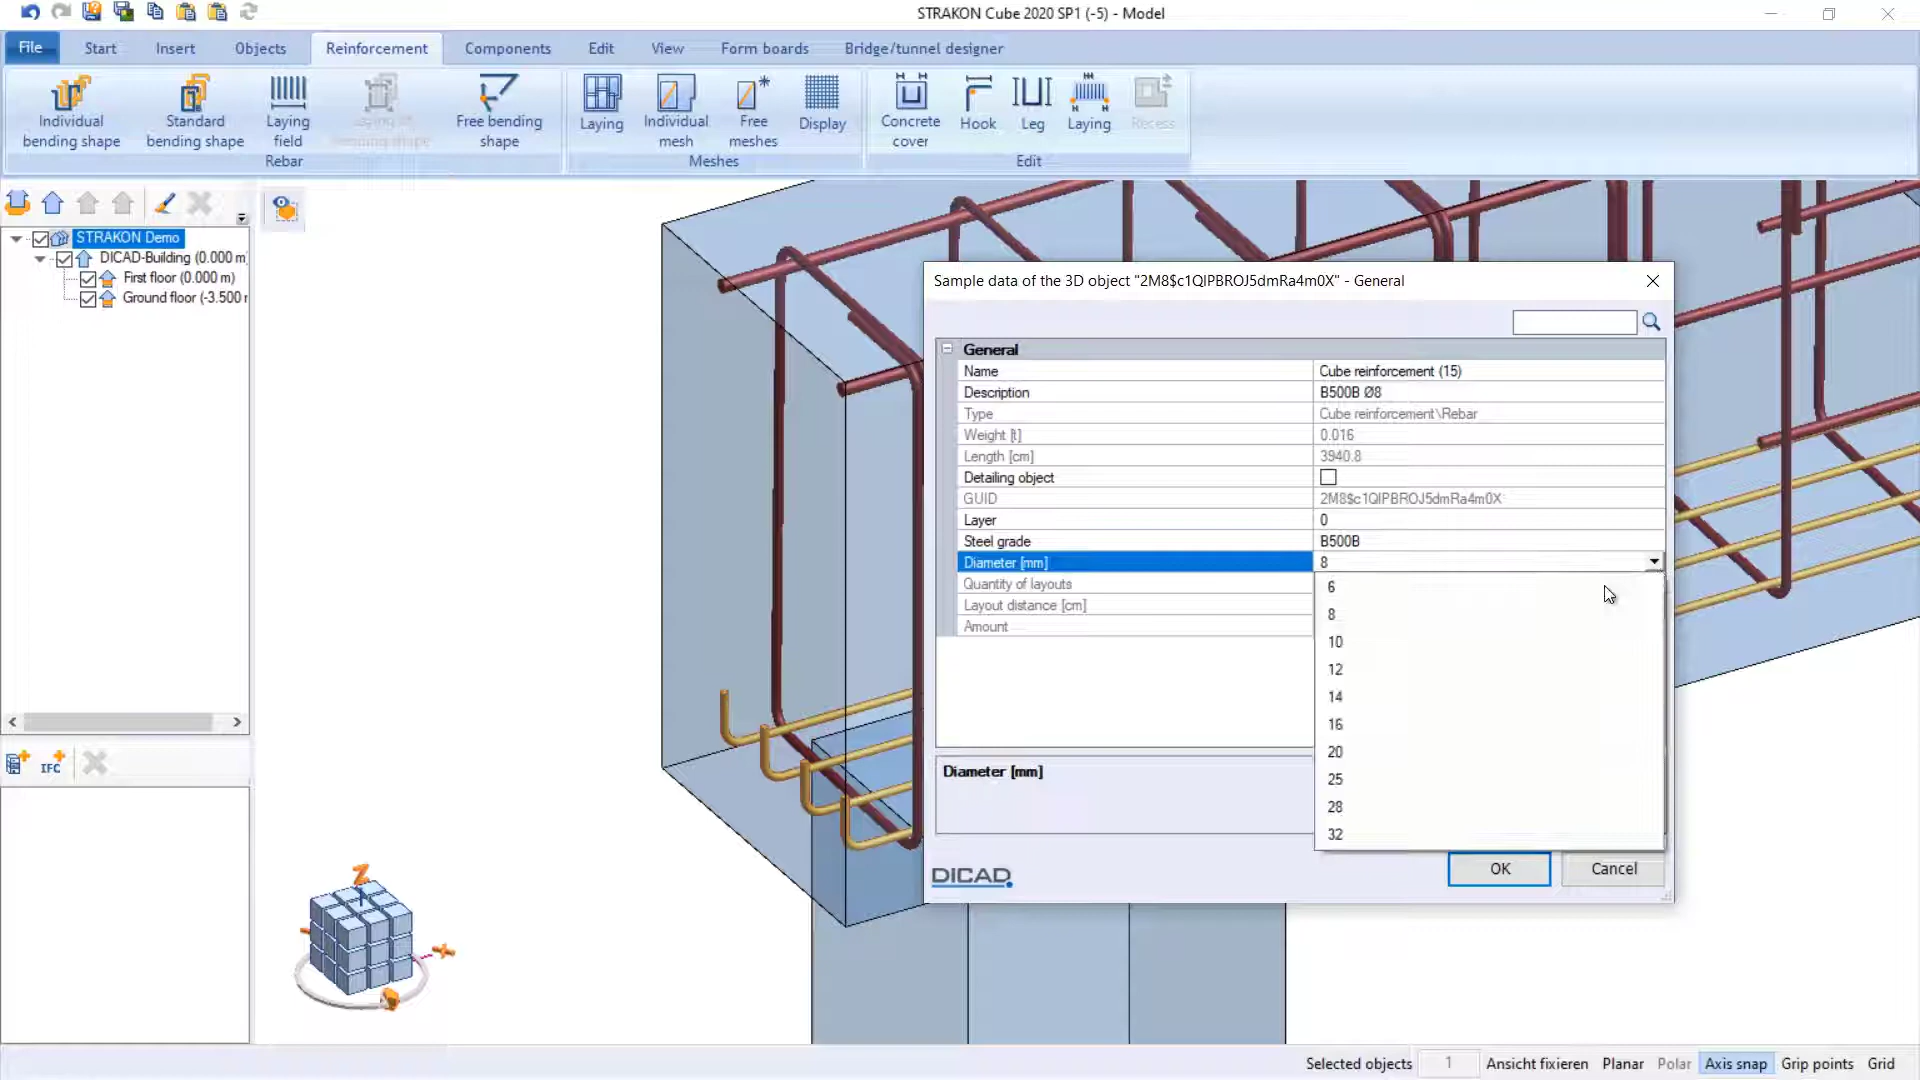 STRAKON Cube 2020 SP1 (-5) - Model
File Start Insert Objects Reinforcement Components Edit View Form boards Bridge/tunnel designer
Individual bending shape
Standard bending shape
Laying field
Free bending shape
Rebar
Laying
Individual mesh
Free meshes
Display
Meshes
Concrete cover
Hook
Leg
Laying
Recess
Edit
STRAKON Demo
DICAD-Building (0.000 m
First floor (0.000 m)
Ground floor (-3.500 r
IFC
Z
Sample data of the 3D object "2M8$c1QlPBROJ5dmRa4m0X" - General
General
Name Cube reinforcement (15)
Description B500B Ø8
Type Cube reinforcement\Rebar
Weight [t] 0.016
Length [cm] 3940.8
Detailing object
GUID 2M8$c1QlPBROJ5dmRa4m0X
Layer 0
Steel grade B500B
Diameter [mm] 8
Quantity of layouts
Layout distance [cm]
Amount
6
8
10
12
14
16
20
25
28
32
Diameter [mm]
DICAD
OK Cancel
Selected objects 1 Ansicht fixieren Planar Polar Axis snap Grip points Grid